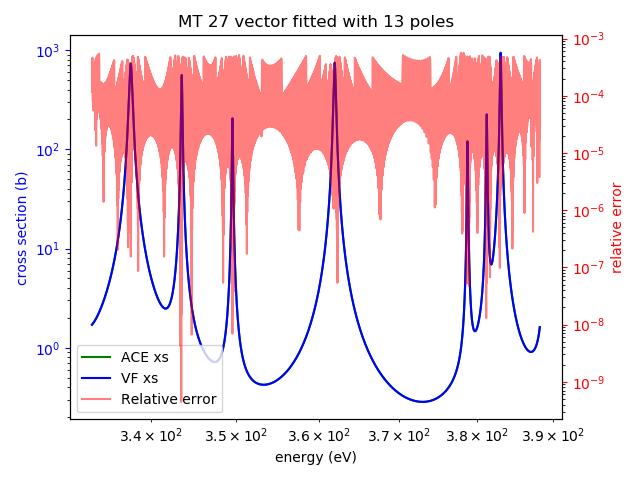 MT 27 vector fitted with 13 poles
10³
10²
10¹
10⁰
cross section (b)
10⁻³
10⁻⁴
10⁻⁵
10⁻⁶
10⁻⁷
10⁻⁸
10⁻⁹
relative error
ACE xs
VF xs
Relative error
3.4 × 10² 3.5 × 10² 3.6 × 10² 3.7 × 10² 3.8 × 10² 3.9 × 10²
energy (eV)